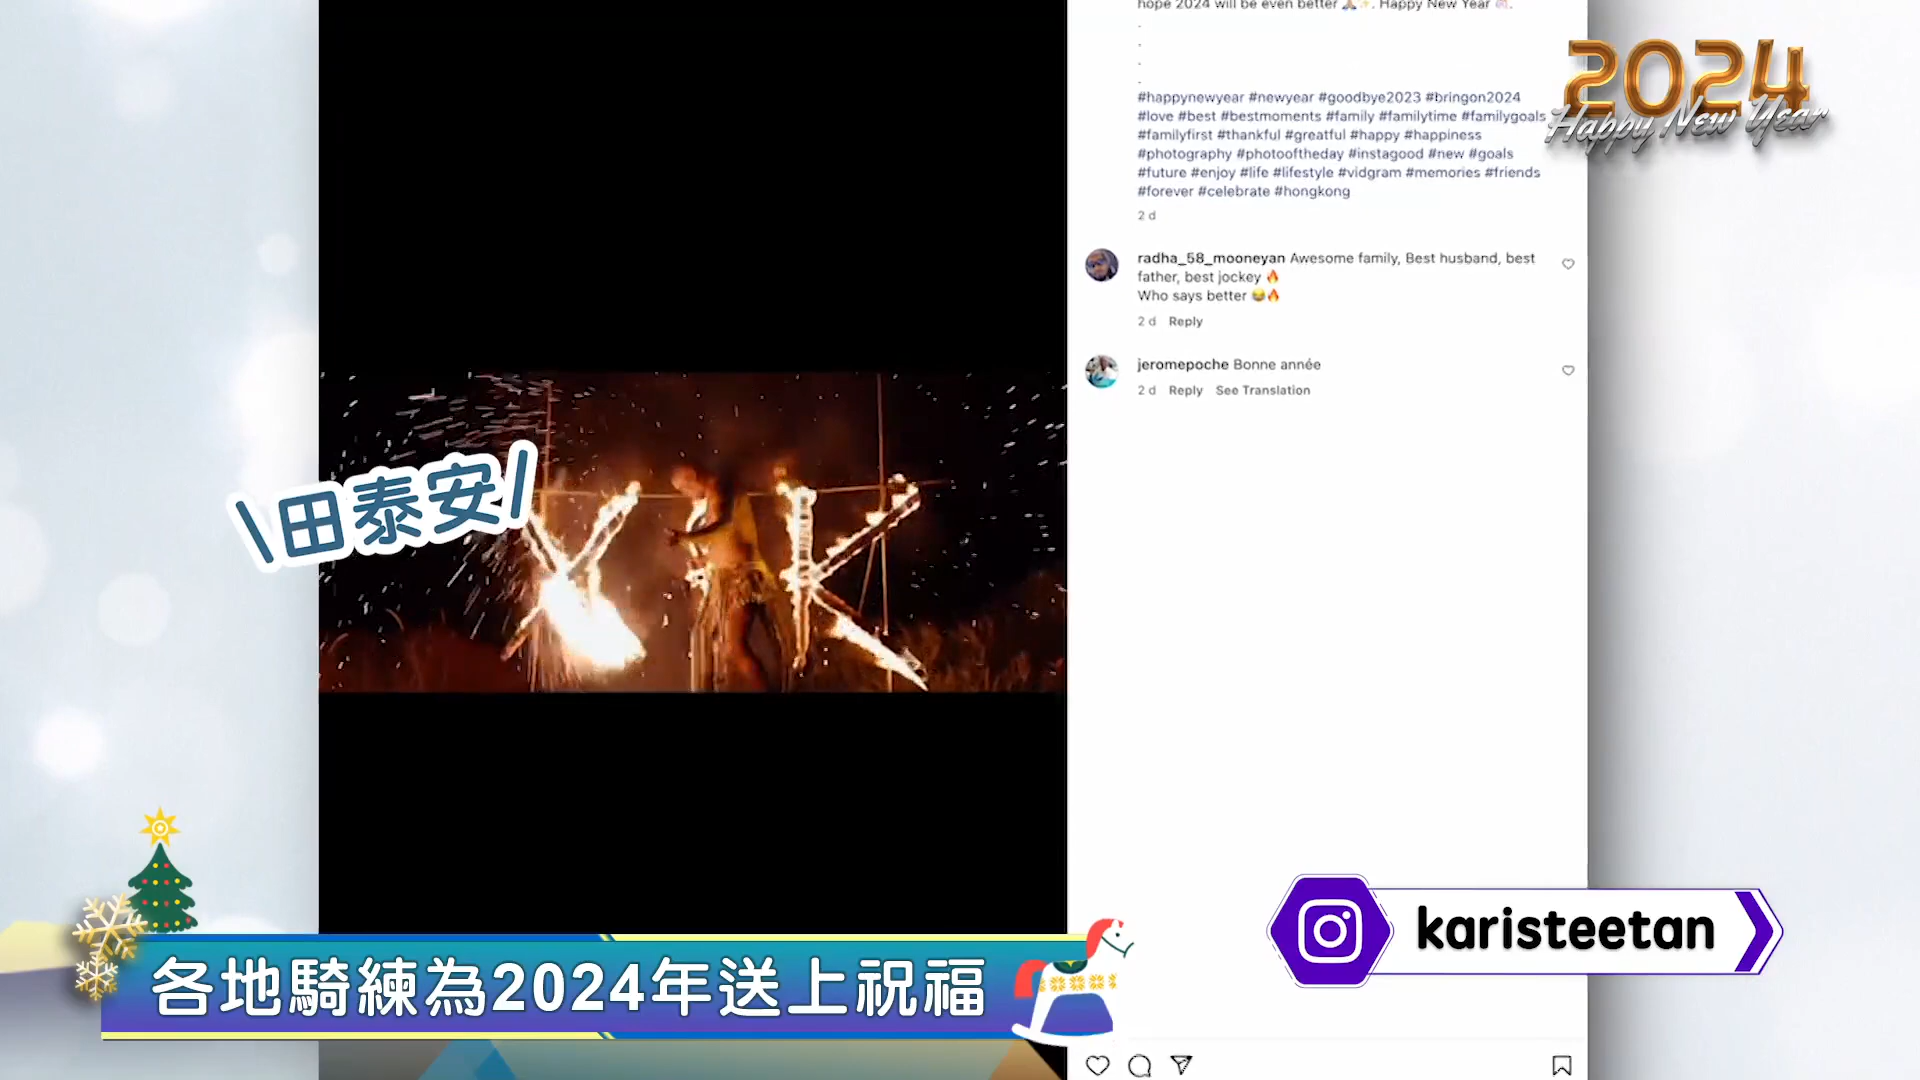 hope 2024 will be even better 🙏🏼✨. Happy New Year 🎊.
.
.
.
.
#happynewyear #newyear #goodbye2023 #bringon2024
#love #best #bestmoments #family #familytime #familygoals
#familyfirst #thankful #greatful #happy #happiness
#photography #photooftheday #instagood #new #goals
#future #enjoy #life #lifestyle #vidgram #memories #friends
#forever #celebrate #hongkong
2 d
radha_58_mooneyan Awesome family, Best husband, best
father, best jockey 🔥
Who says better 😂🔥
2 d Reply
jeromepoche Bonne année
2 d Reply See Translation
2024
Happy New Year
\田泰安/
karisteetan
各地騎練為2024年送上祝福